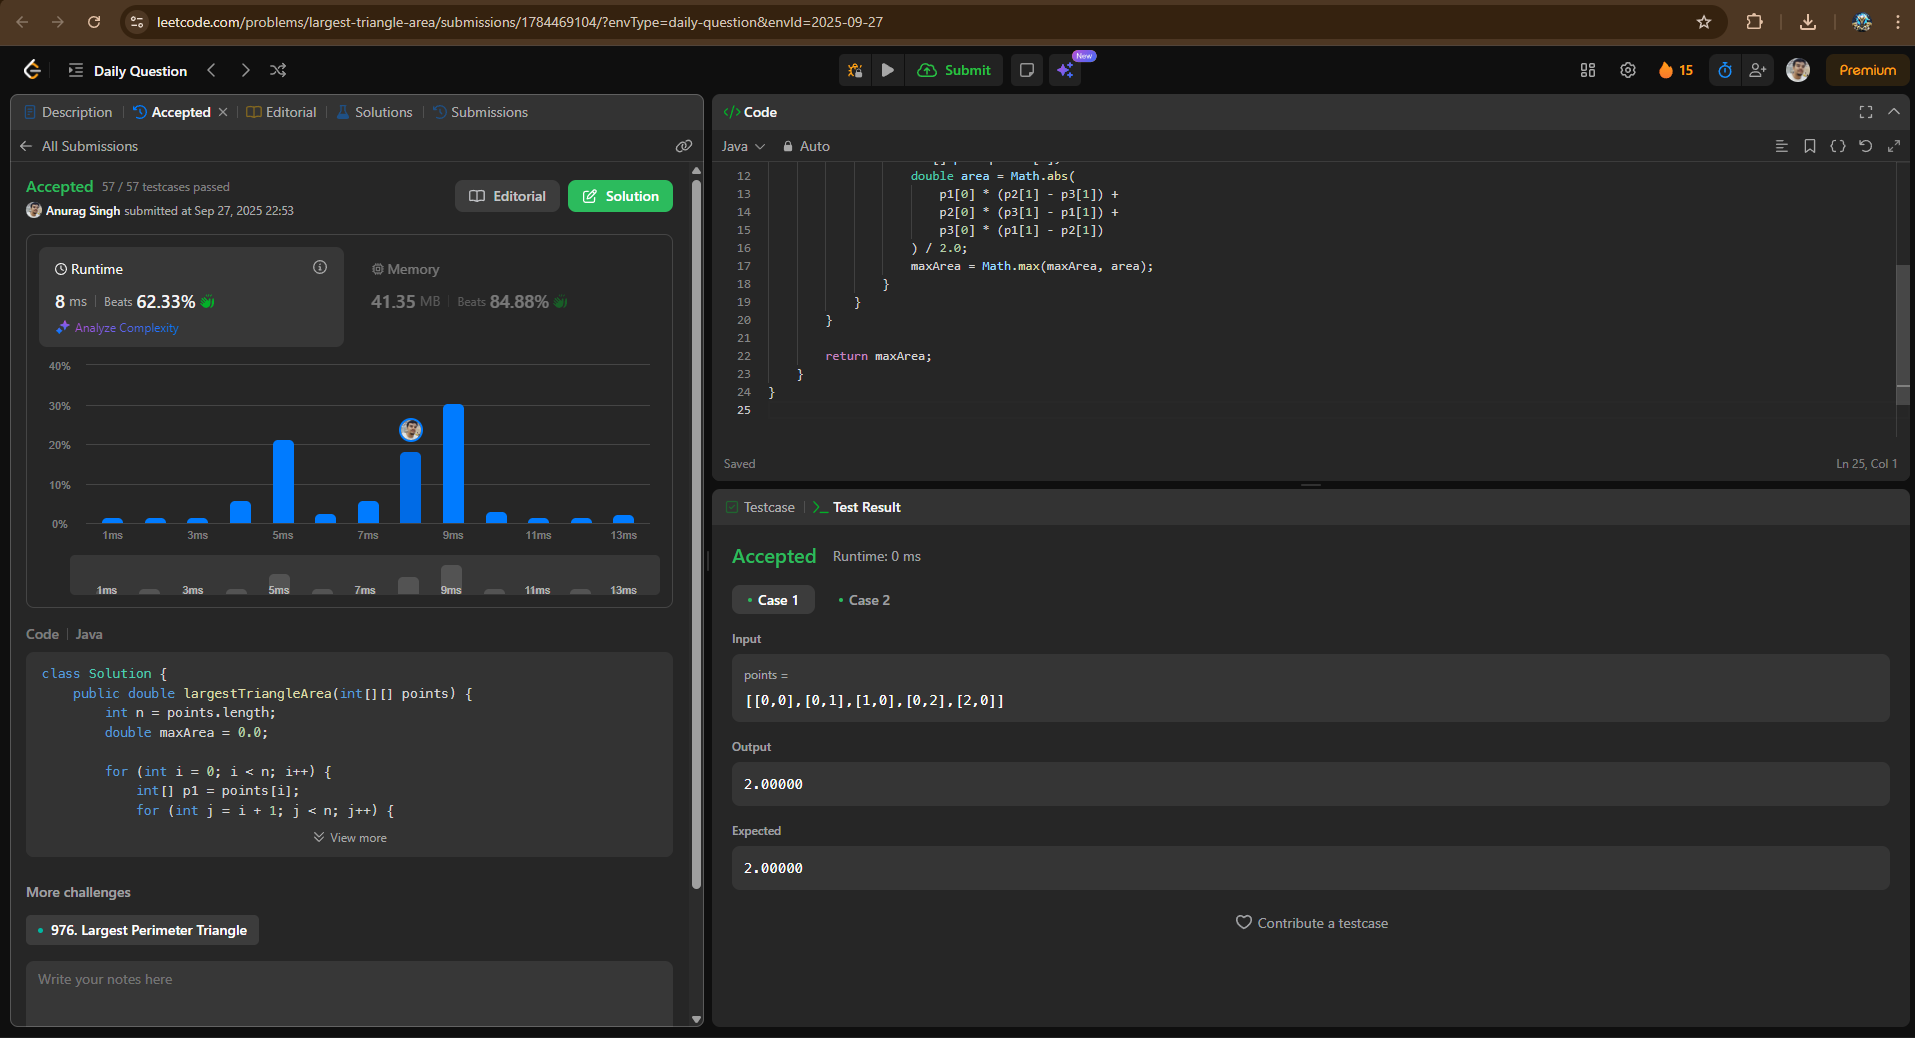 leetcode.com/problems/largest-triangle-area/submissions/1784469104/?envType=daily-question&envId=2025-09-27
Daily Question
Submit
New
15
Premium
Description
Accepted
Editorial
Solutions
Submissions
All Submissions
Accepted 57 / 57 testcases passed
Anurag Singh submitted at Sep 27, 2025 22:53
Editorial
Solution
Runtime
8 ms Beats 62.33%
Analyze Complexity
Memory
41.35 MB Beats 84.88%
40%
30%
20%
10%
0%
1ms 3ms 5ms 7ms 9ms 11ms 13ms
1ms 3ms 5ms 7ms 9ms 11ms 13ms
Code Java
class Solution {
public double largestTriangleArea(int[][] points) {
int n = points.length;
double maxArea = 0.0;
for (int i = 0; i < n; i++) {
int[] p1 = points[i];
for (int j = i + 1; j < n; j++) {
View more
More challenges
976. Largest Perimeter Triangle
Write your notes here
</> Code
Java Auto
12 double area = Math.abs(
13 p1[0] * (p2[1] - p3[1]) +
14 p2[0] * (p3[1] - p1[1]) +
15 p3[0] * (p1[1] - p2[1])
16 ) / 2.0;
17 maxArea = Math.max(maxArea, area);
18 }
19 }
20 }
21
22 return maxArea;
23 }
24 }
25
Saved
Ln 25, Col 1
Testcase
Test Result
Accepted Runtime: 0 ms
Case 1
Case 2
Input
points =
[[0,0],[0,1],[1,0],[0,2],[2,0]]
Output
2.00000
Expected
2.00000
Contribute a testcase